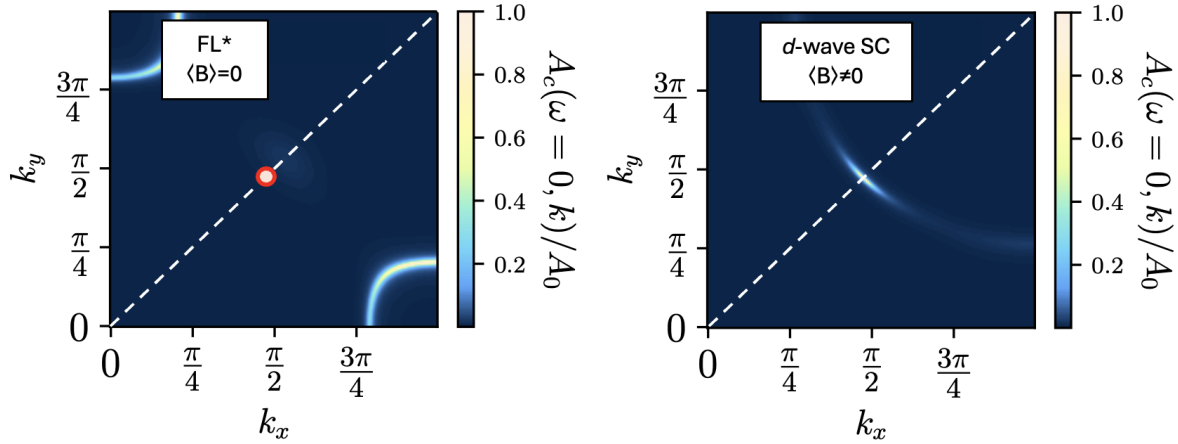 FL*
⟨B⟩=0
3π/4
π/2
π/4
0
k_y
0
π/4
π/2
3π/4
k_x
1.0
0.8
0.6
0.4
0.2
A_c(ω = 0, k)/A_0
d-wave SC
⟨B⟩≠0
3π/4
π/2
π/4
0
k_y
0
π/4
π/2
3π/4
k_x
1.0
0.8
0.6
0.4
0.2
A_c(ω = 0, k)/A_0